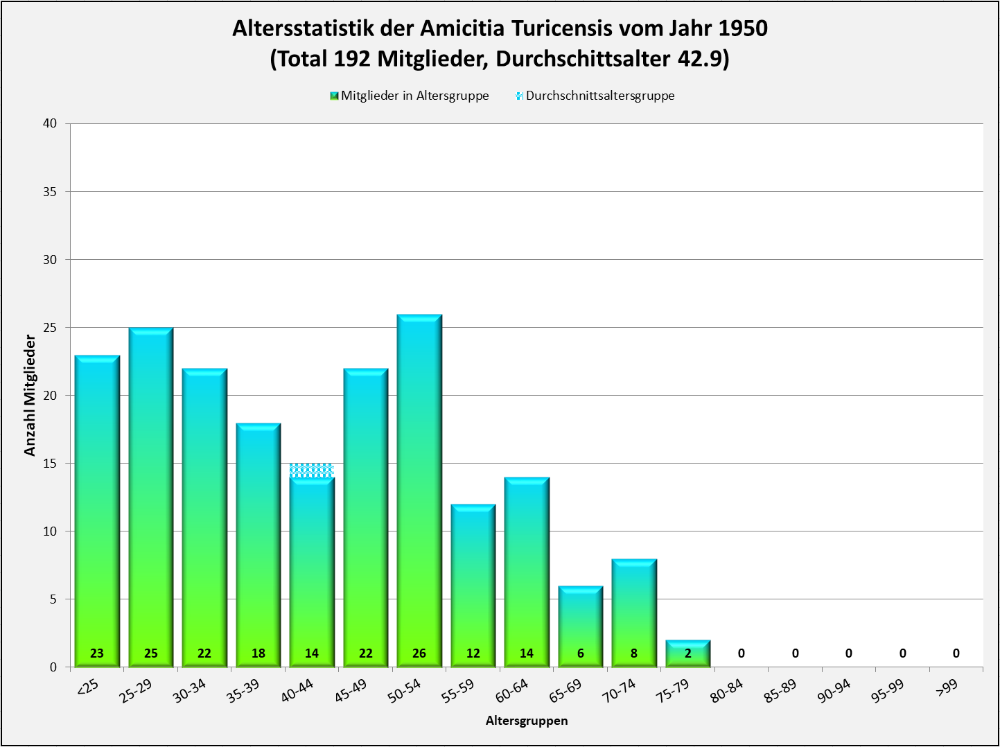 Altersstatistik der Amicitia Turicensis vom Jahr 1950
(Total 192 Mitglieder, Durchschittsalter 42.9)
Mitglieder in Altersgruppe Durchschnittsaltersgruppe
40
35
30
25
20
15
10
5
0
Anzahl Mitglieder
23 25 22 18 14 22 26 12 14 6 8 2 0 0 0 0 0
<25 25-29 30-34 35-39 40-44 45-49 50-54 55-59 60-64 65-69 70-74 75-79 80-84 85-89 90-94 95-99 >99
Altersgruppen